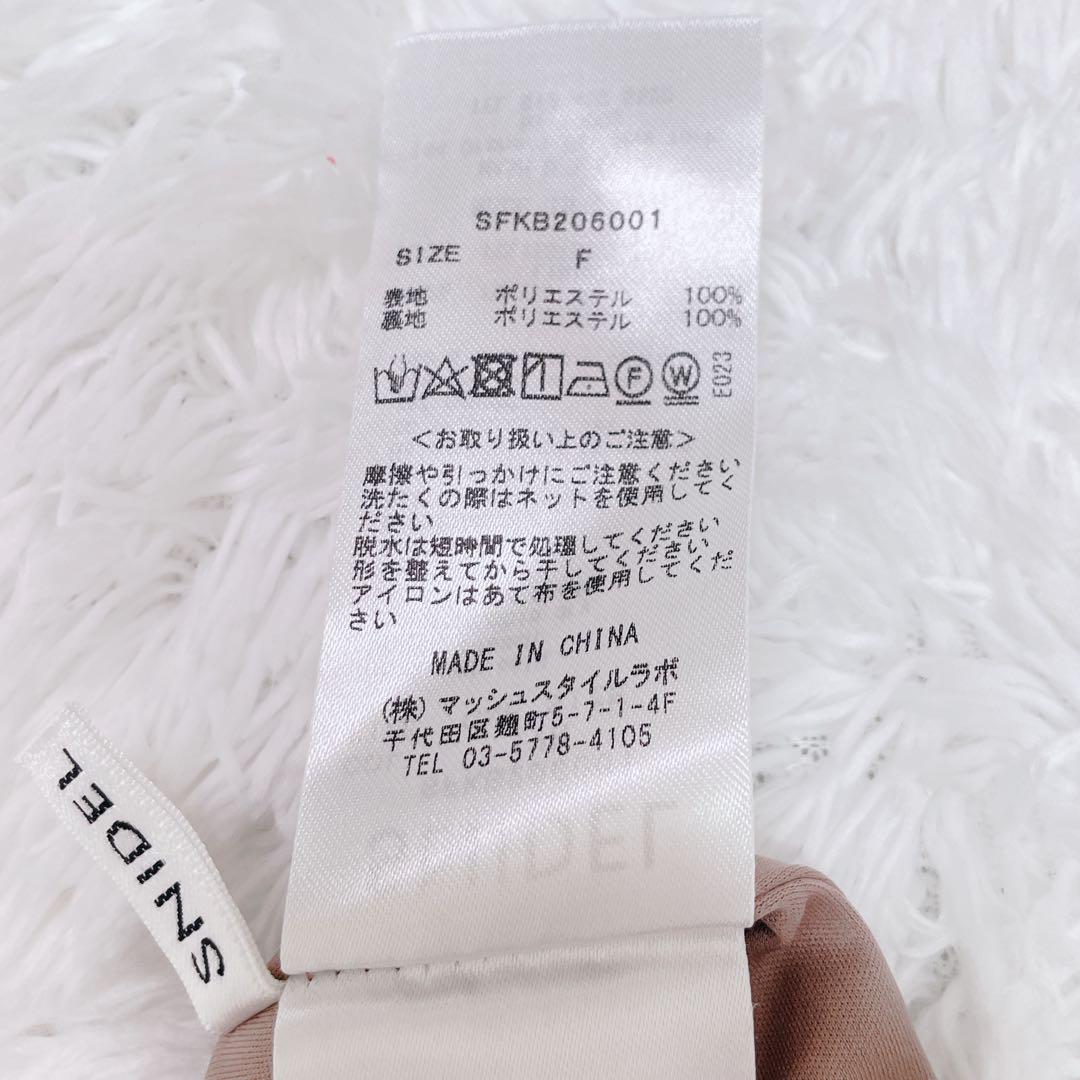 SFKB206001
SIZE F
表地 ポリエステル 100%
裏地 ポリエステル 100%
F W E023
<お取り扱い上のご注意>
摩擦や引っかけにご注意ください
洗たくの際はネットを使用してく
ださい
脱水は短時間で処理してください
形を整えてから干してください
アイロンはあて布を使用してくだ
さい
MADE IN CHINA
(株)マッシュスタイルラボ
千代田区麹町5-7-1-4F
TEL 03-5778-4105
SNIDEL